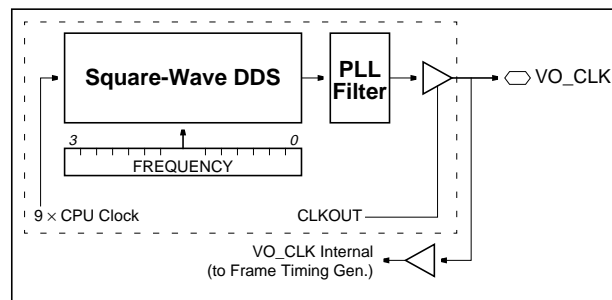 Square-Wave DDS
PLL
Filter
VO_CLK
3
0
FREQUENCY
9 × CPU Clock
CLKOUT
VO_CLK Internal
(to Frame Timing Gen.)